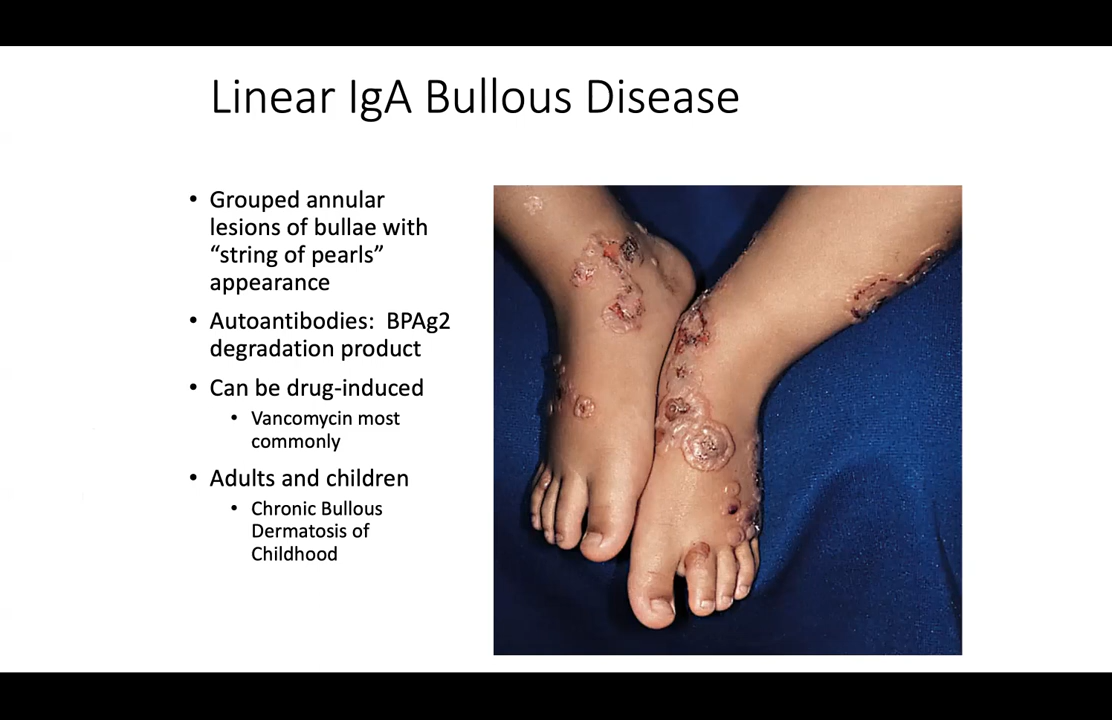 Linear IgA Bullous Disease
• Grouped annular
lesions of bullae with
“string of pearls”
appearance
• Autoantibodies: BPAg2
degradation product
• Can be drug-induced
• Vancomycin most
commonly
• Adults and children
• Chronic Bullous
Dermatosis of
Childhood